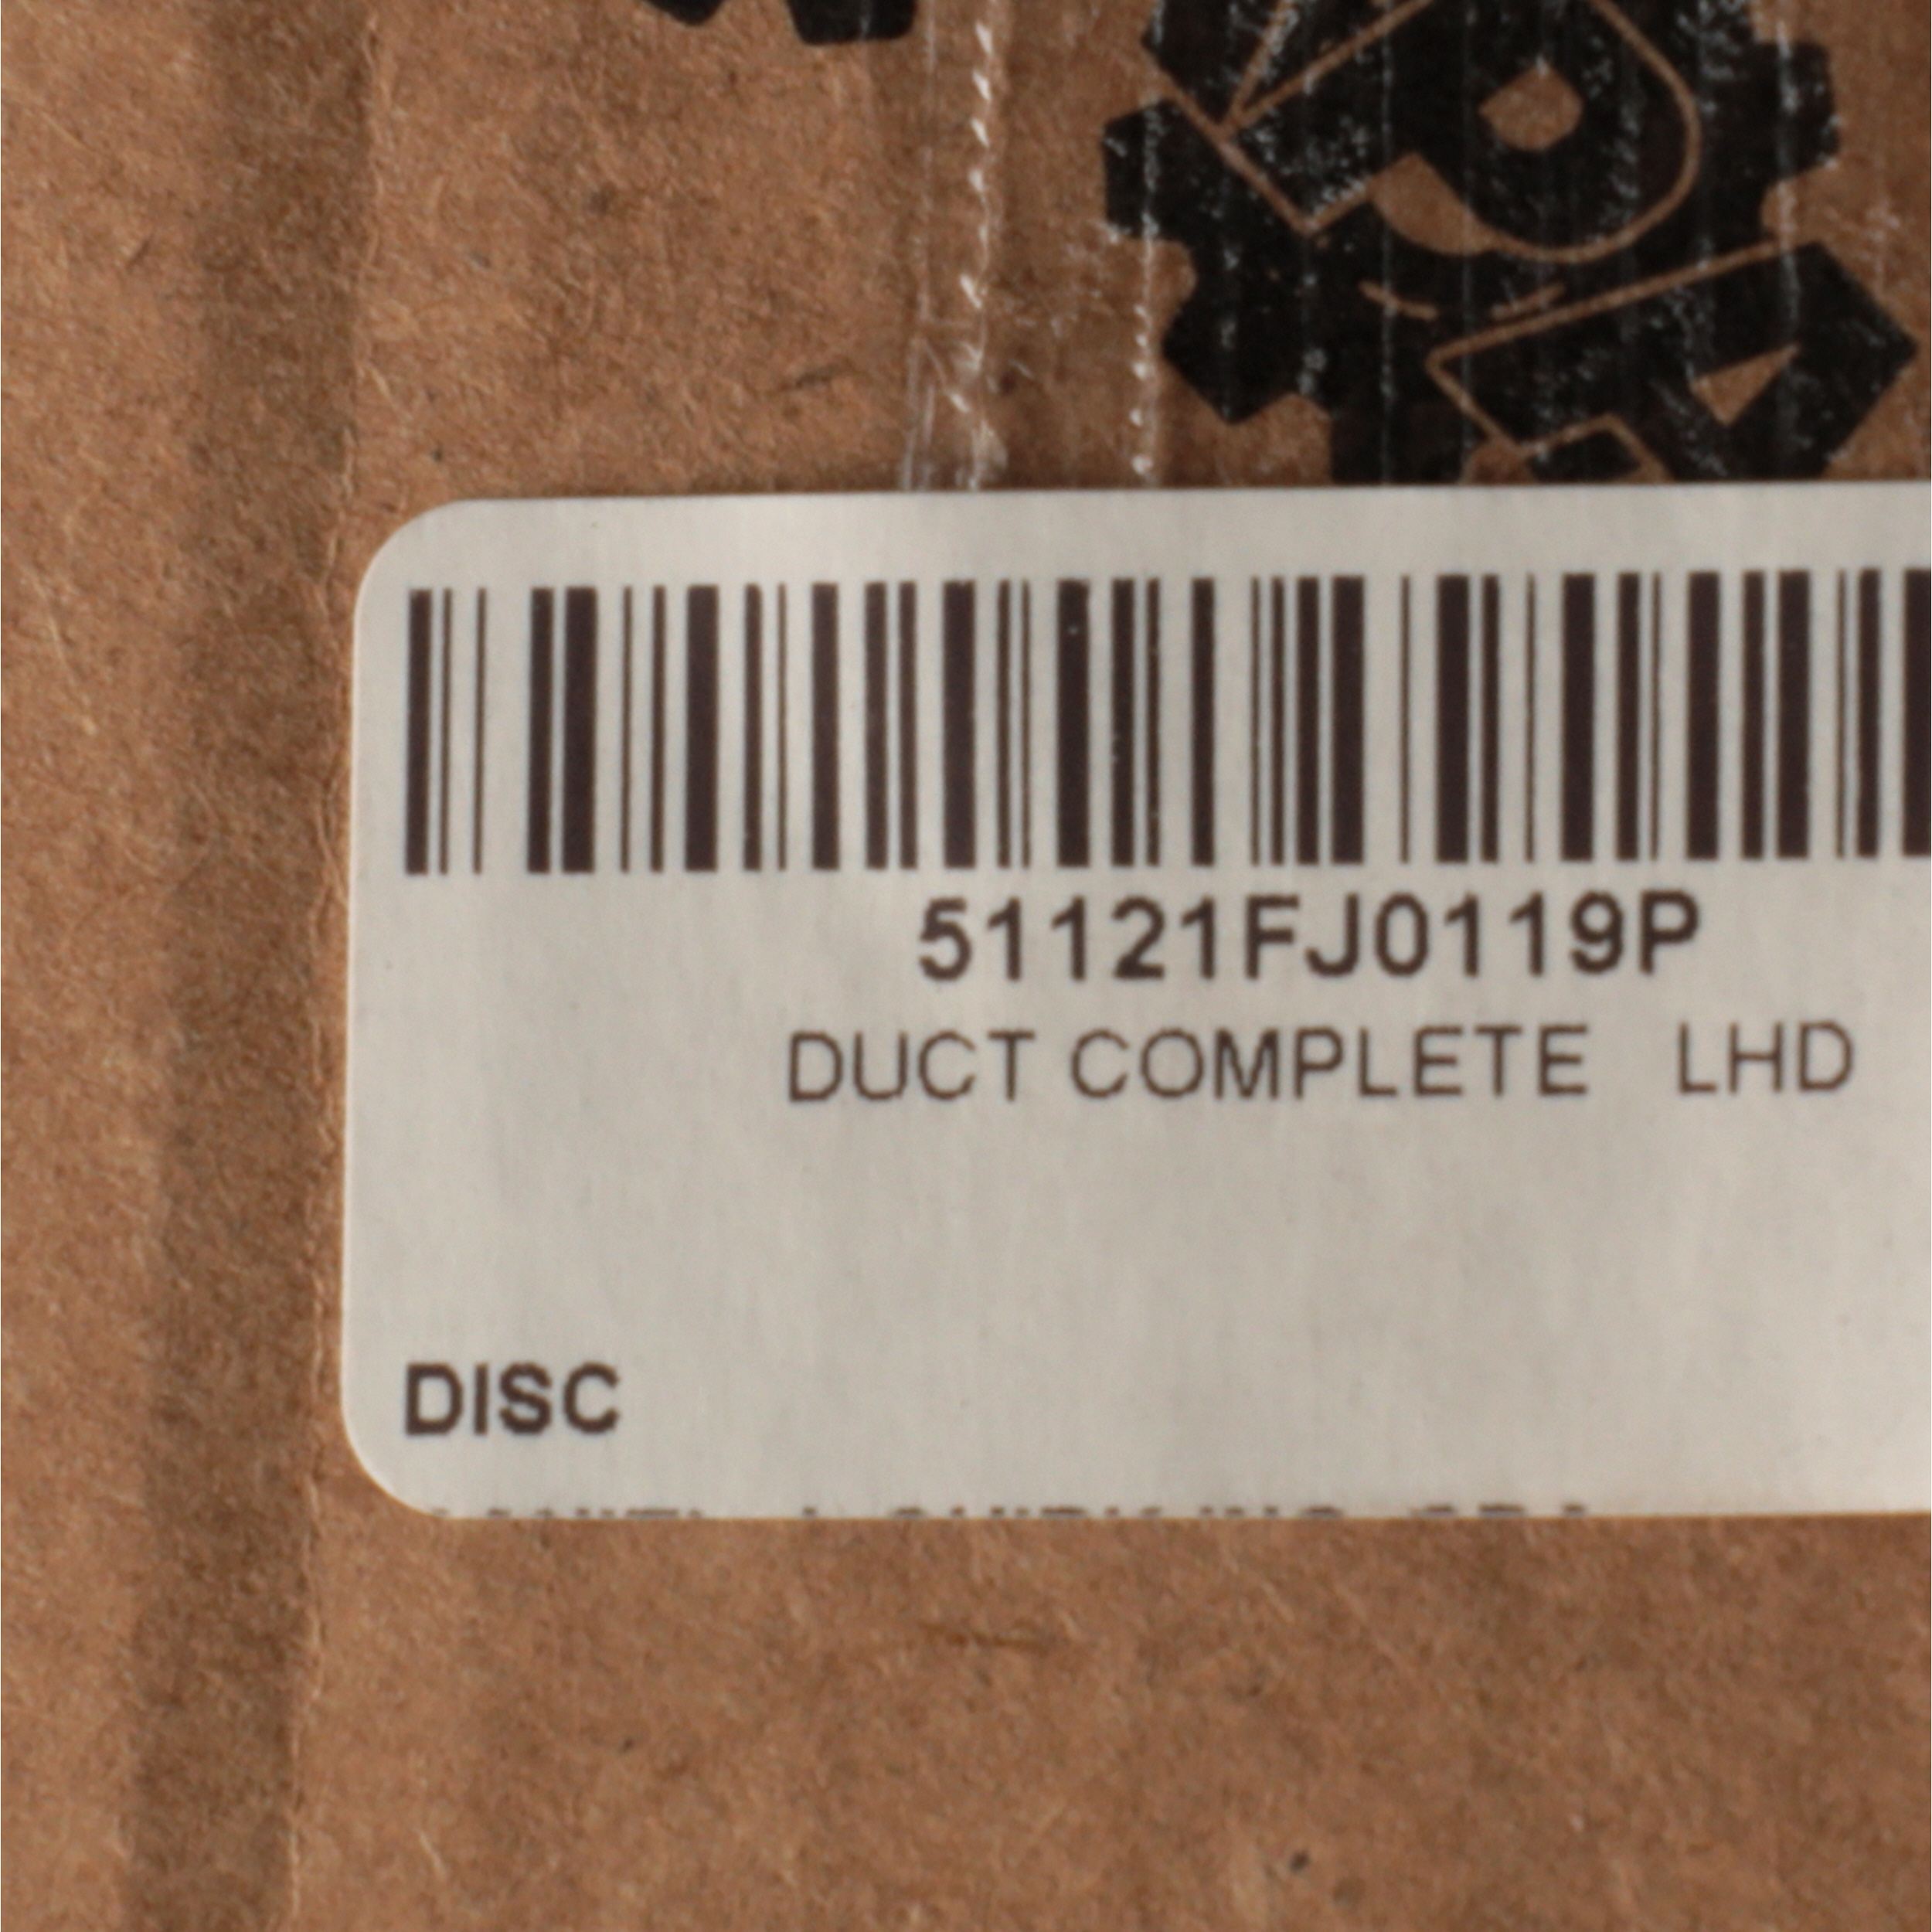 51121FJ0119P
DUCT COMPLETE LHD
DISC